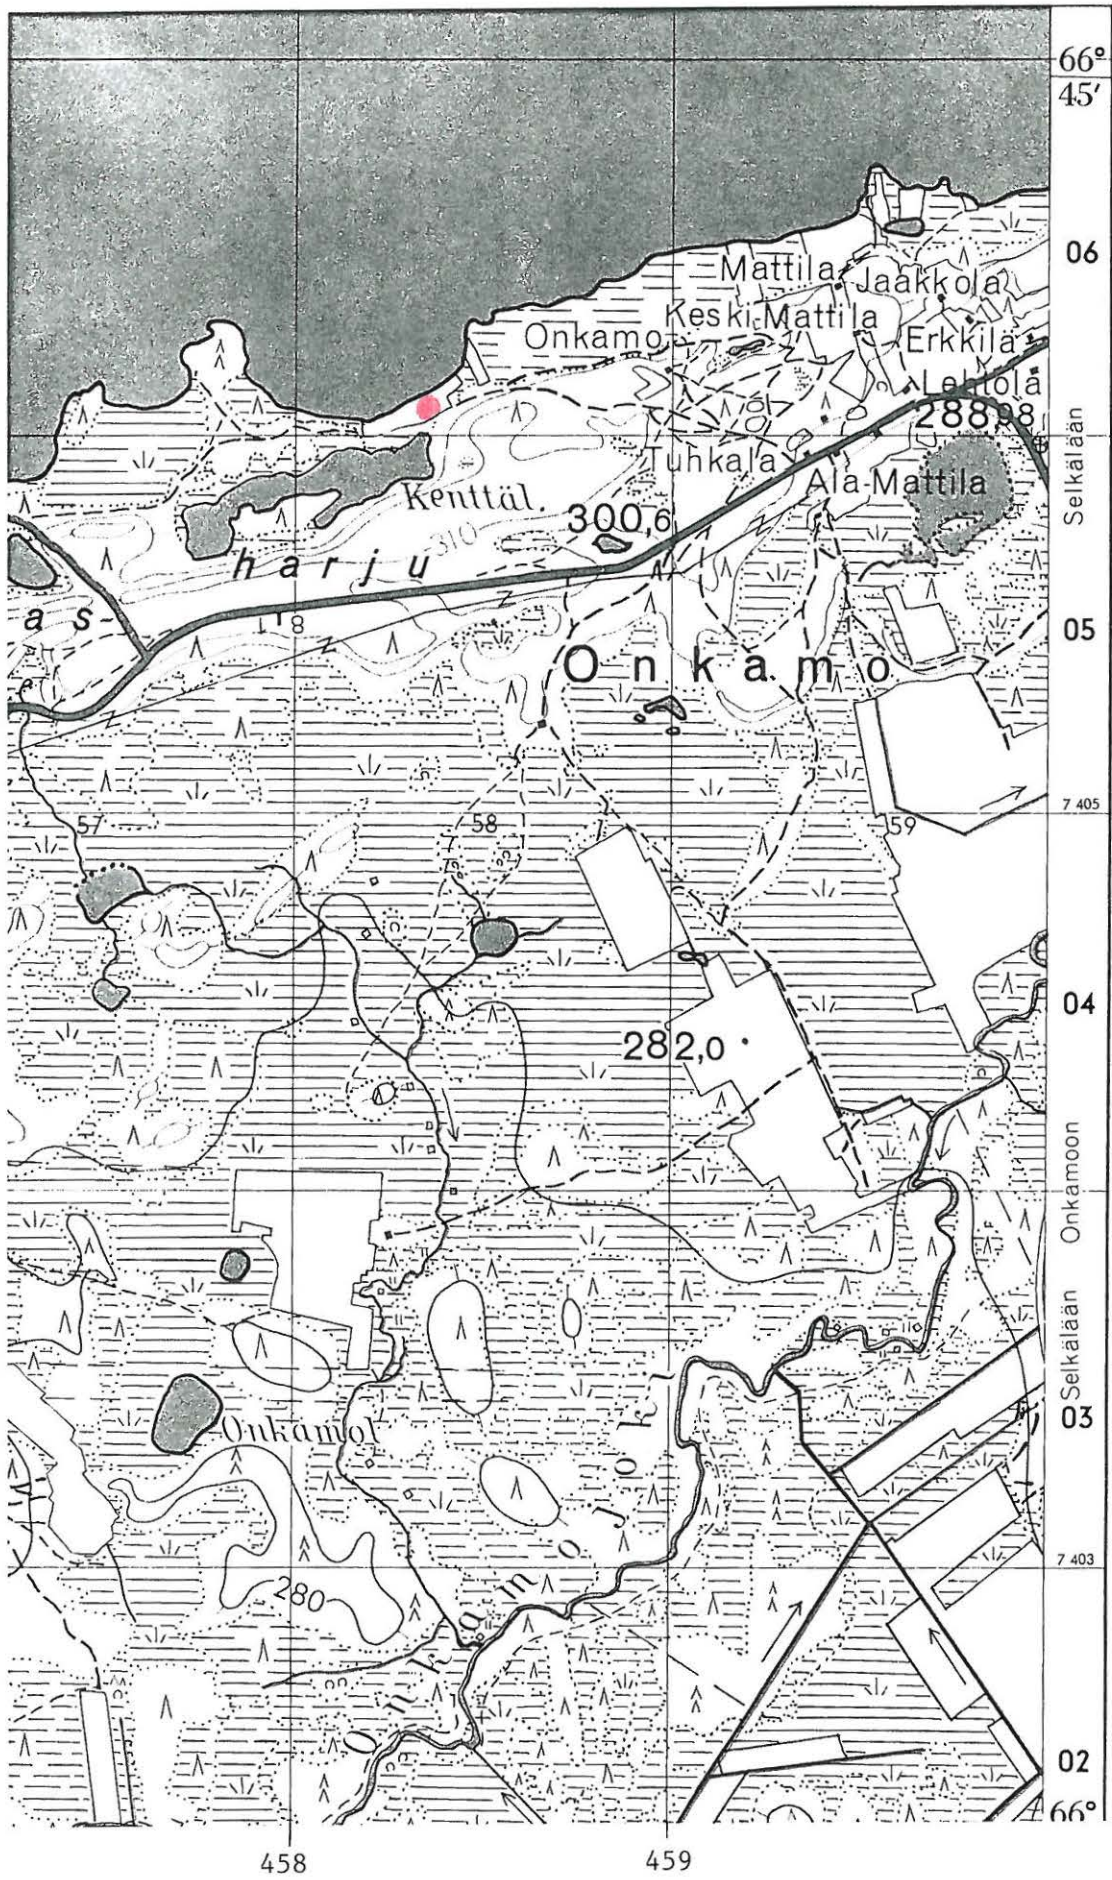 66°
45'
06
Mattila
Jaakkola
Keski-Mattila
Onkamo
Erkkilä
Lehtola
288,98
Selkälään
Tuhkala
Ala-Mattila
Kenttäl.
300,6
310
harju
as-
8
05
Onkamo
7 405
57
58
59
04
282,0
Onkamoon
Selkälään
03
Onkamol
Onkamojoki
7 403
280
02
66°
458
459